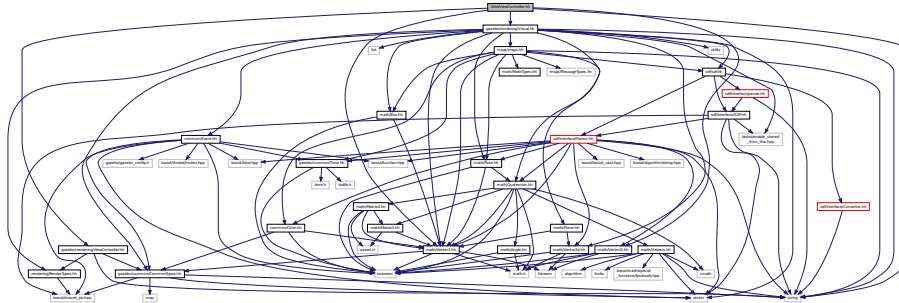 OrbitViewController.hh
gazebo/rendering/Visual.hh
list
msgs/msgs.hh
utility
math/MathTypes.hh
msgs/MessageTypes.hh
sdf/sdf.hh
sdf/interface/parser.hh
math/Box.hh
sdf/interface/SDF.hh
common/Event.hh
sdf/interface/Param.hh
boost/enable_shared
_from_this.hpp
gazebo/gazebo_config.h
boost/thread/mutex.hpp
boost/bind.hpp
gazebo/common/Time.hh
boost/function.hpp
math/Pose.hh
boost/lexical_cast.hpp
boost/algorithm/string.hpp
time.h
stdlib.h
math/Quaternion.hh
math/Matrix4.hh
sdf/interface/Converter.hh
common/Color.hh
math/Matrix3.hh
math/Plane.hh
gazebo/rendering/ViewController.hh
assert.h
math/Vector3.hh
math/Angle.hh
math/Vector2d.hh
math/Vector2i.hh
math/Helpers.hh
rendering/RenderTypes.hh
gazebo/common/CommonTypes.hh
iostream
math.h
fstream
algorithm
limits
boost/math/special
_functions/fpclassify.hpp
cmath
boost/shared_ptr.hpp
map
vector
string